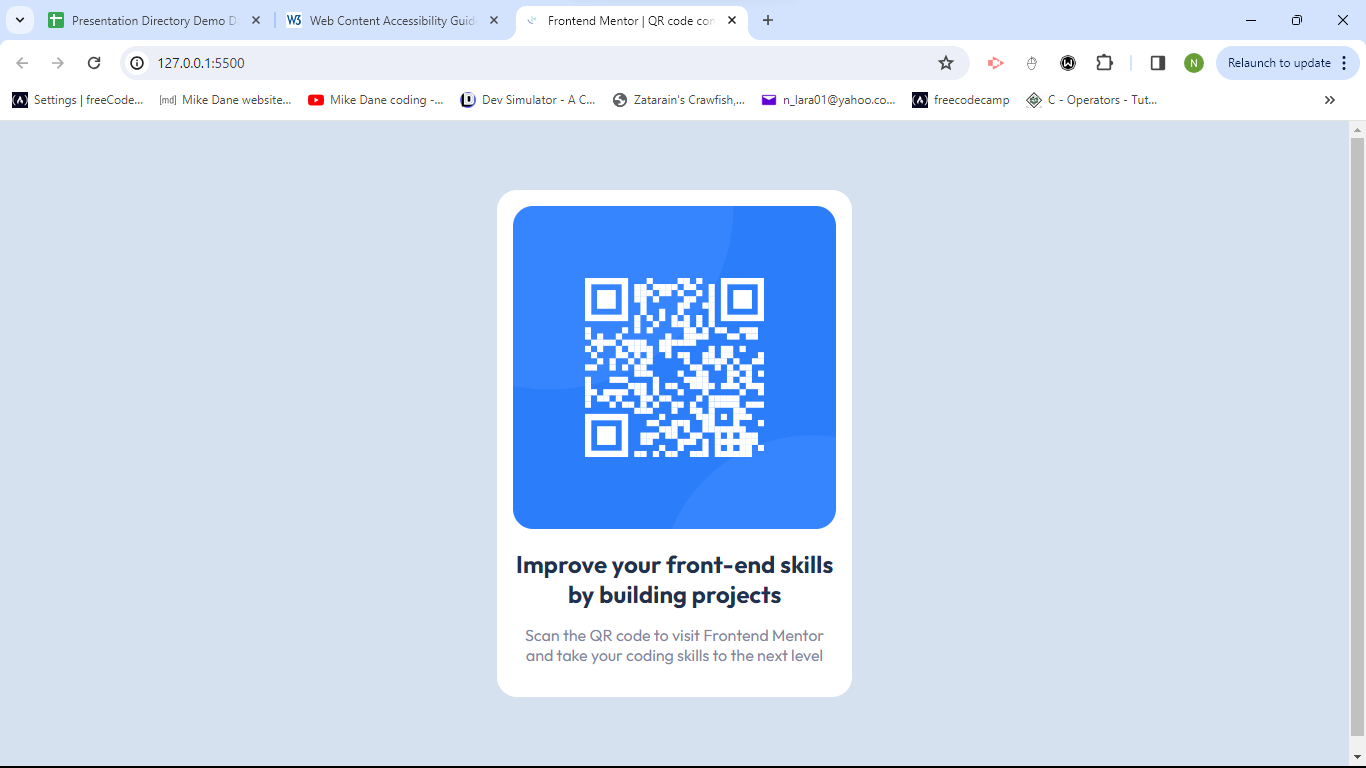 Presentation Directory Demo D
Web Content Accessibility Guid
Frontend Mentor | QR code con
127.0.0.1:5500
N
Relaunch to update
Settings | freeCode...
[md] Mike Dane website...
Mike Dane coding -...
Dev Simulator - A C...
Zatarain's Crawfish,...
n_lara01@yahoo.co...
freecodecamp
C - Operators - Tut...
Improve your front-end skills
by building projects
Scan the QR code to visit Frontend Mentor
and take your coding skills to the next level